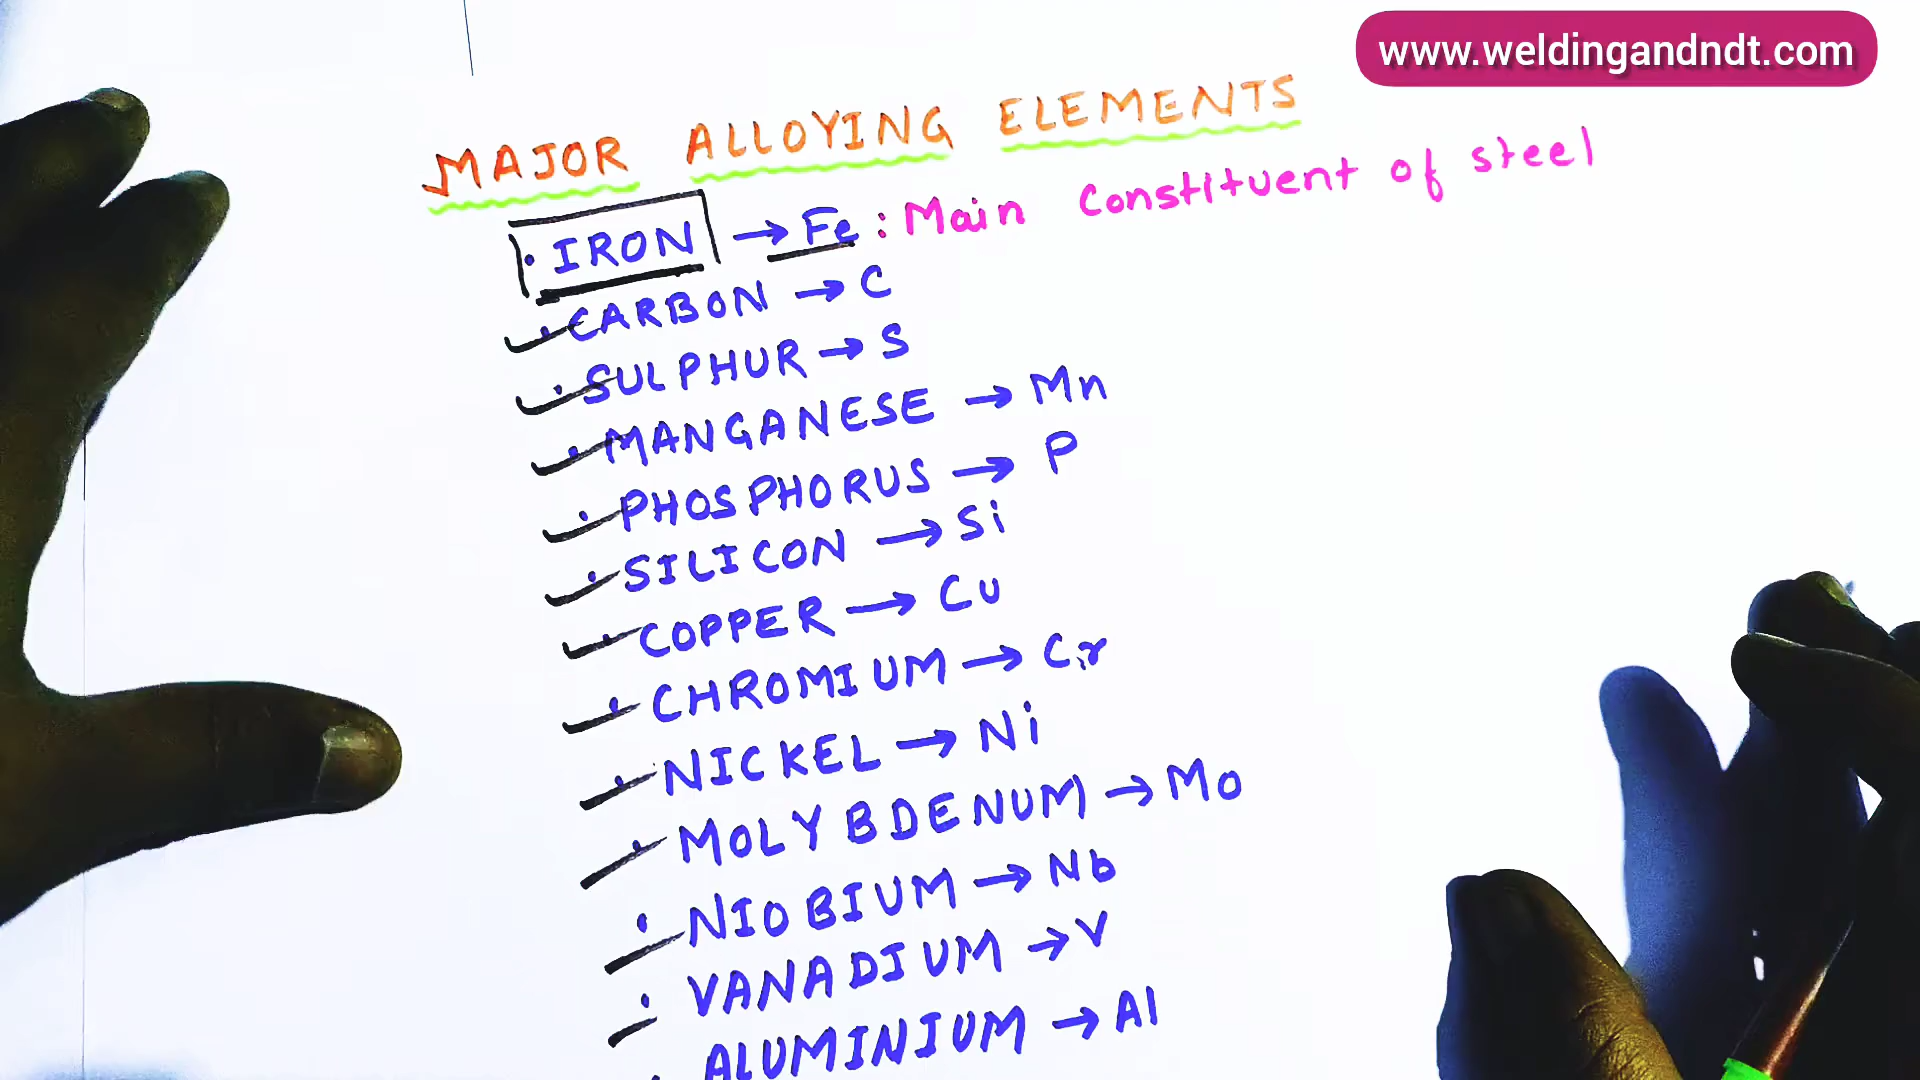 www.weldingandndt.com
MAJOR ALLOYING ELEMENTS
• IRON → Fe : Main Constituent of steel
• CARBON → C
• SULPHUR → S
• MANGANESE → Mn
• PHOSPHORUS → P
• SILICON → Si
• COPPER → Cu
• CHROMIUM → Cr
• NICKEL → Ni
• MOLYBDENUM → Mo
• NIOBIUM → Nb
• VANADIUM → V
• ALUMINIUM → Al